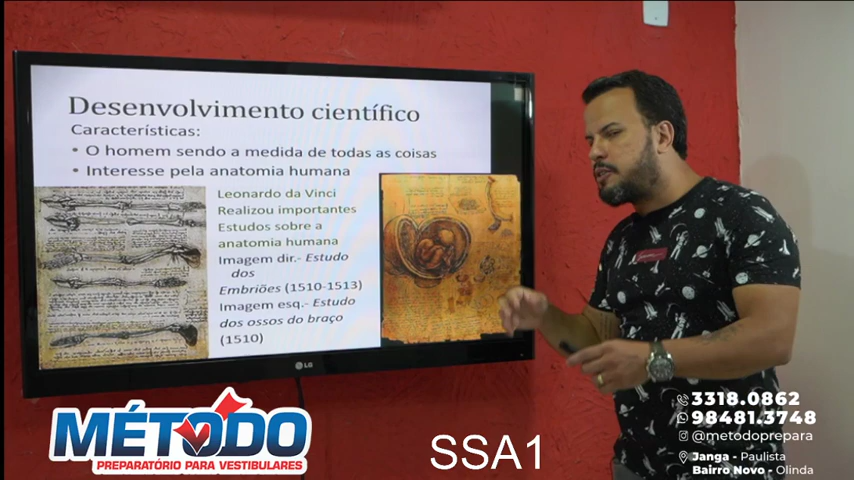 Desenvolvimento científico
Características:
• O homem sendo a medida de todas as coisas
• Interesse pela anatomia humana
Leonardo da Vinci
Realizou importantes
Estudos sobre a
anatomia humana
Imagem dir.- Estudo
dos
Embriões (1510-1513)
Imagem esq.- Estudo
dos ossos do braço
(1510)
LG
MÉTODO
PREPARATÓRIO PARA VESTIBULARES
SSA1
3318.0862
98481.3748
@metodoprepara
Janga - Paulista
Bairro Novo - Olinda